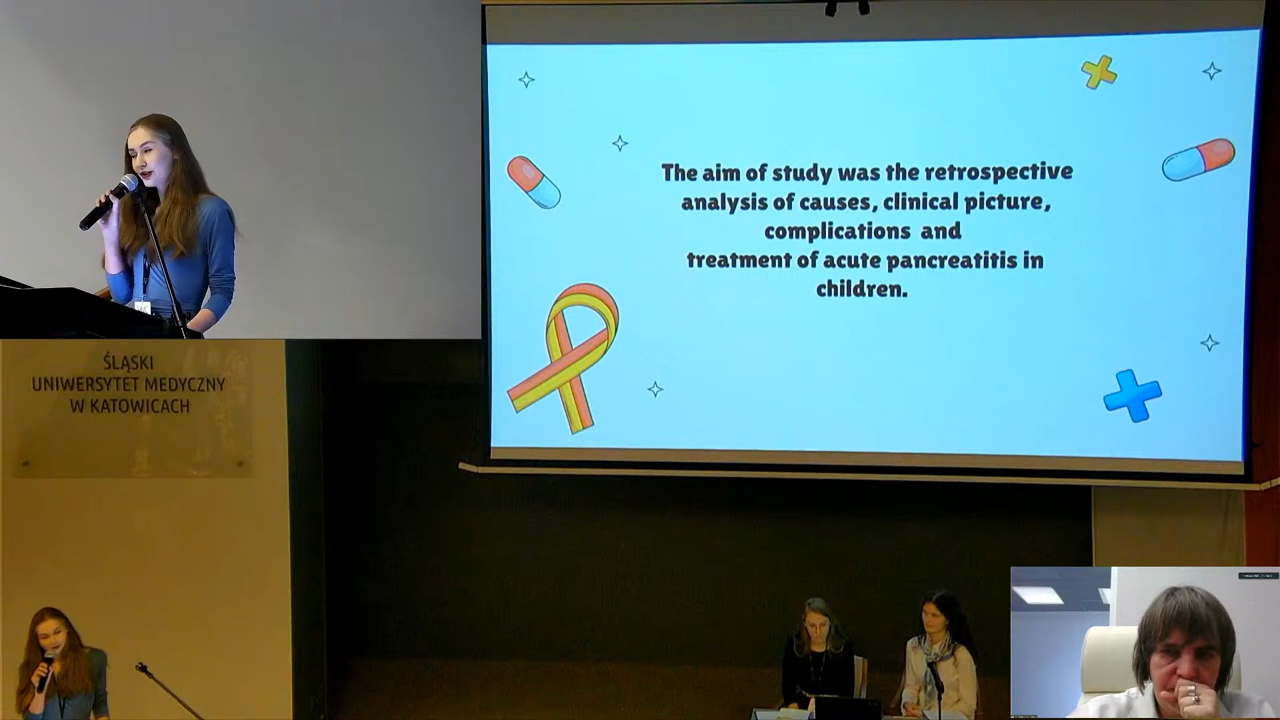 The aim of study was the retrospective
analysis of causes, clinical picture,
complications and
treatment of acute pancreatitis in
children.
ŚLĄSKI
UNIWERSYTET MEDYCZNY
W KATOWICACH